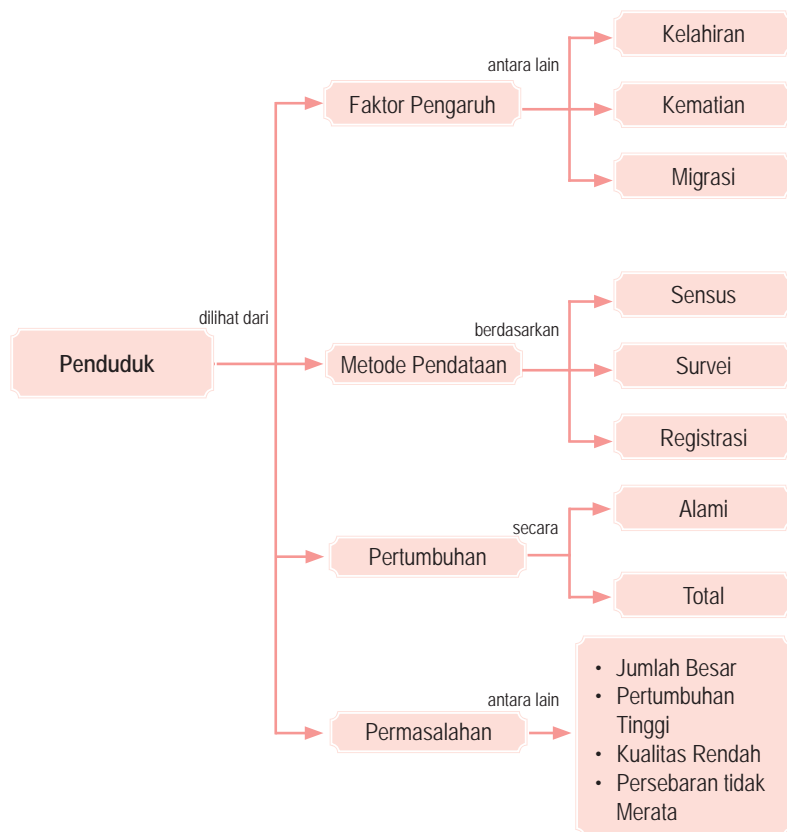 Penduduk
dilihat dari
Faktor Pengaruh
antara lain
Kelahiran
Kematian
Migrasi
Metode Pendataan
berdasarkan
Sensus
Survei
Registrasi
Pertumbuhan
secara
Alami
Total
Permasalahan
antara lain
• Jumlah Besar
• Pertumbuhan
Tinggi
• Kualitas Rendah
• Persebaran tidak
Merata